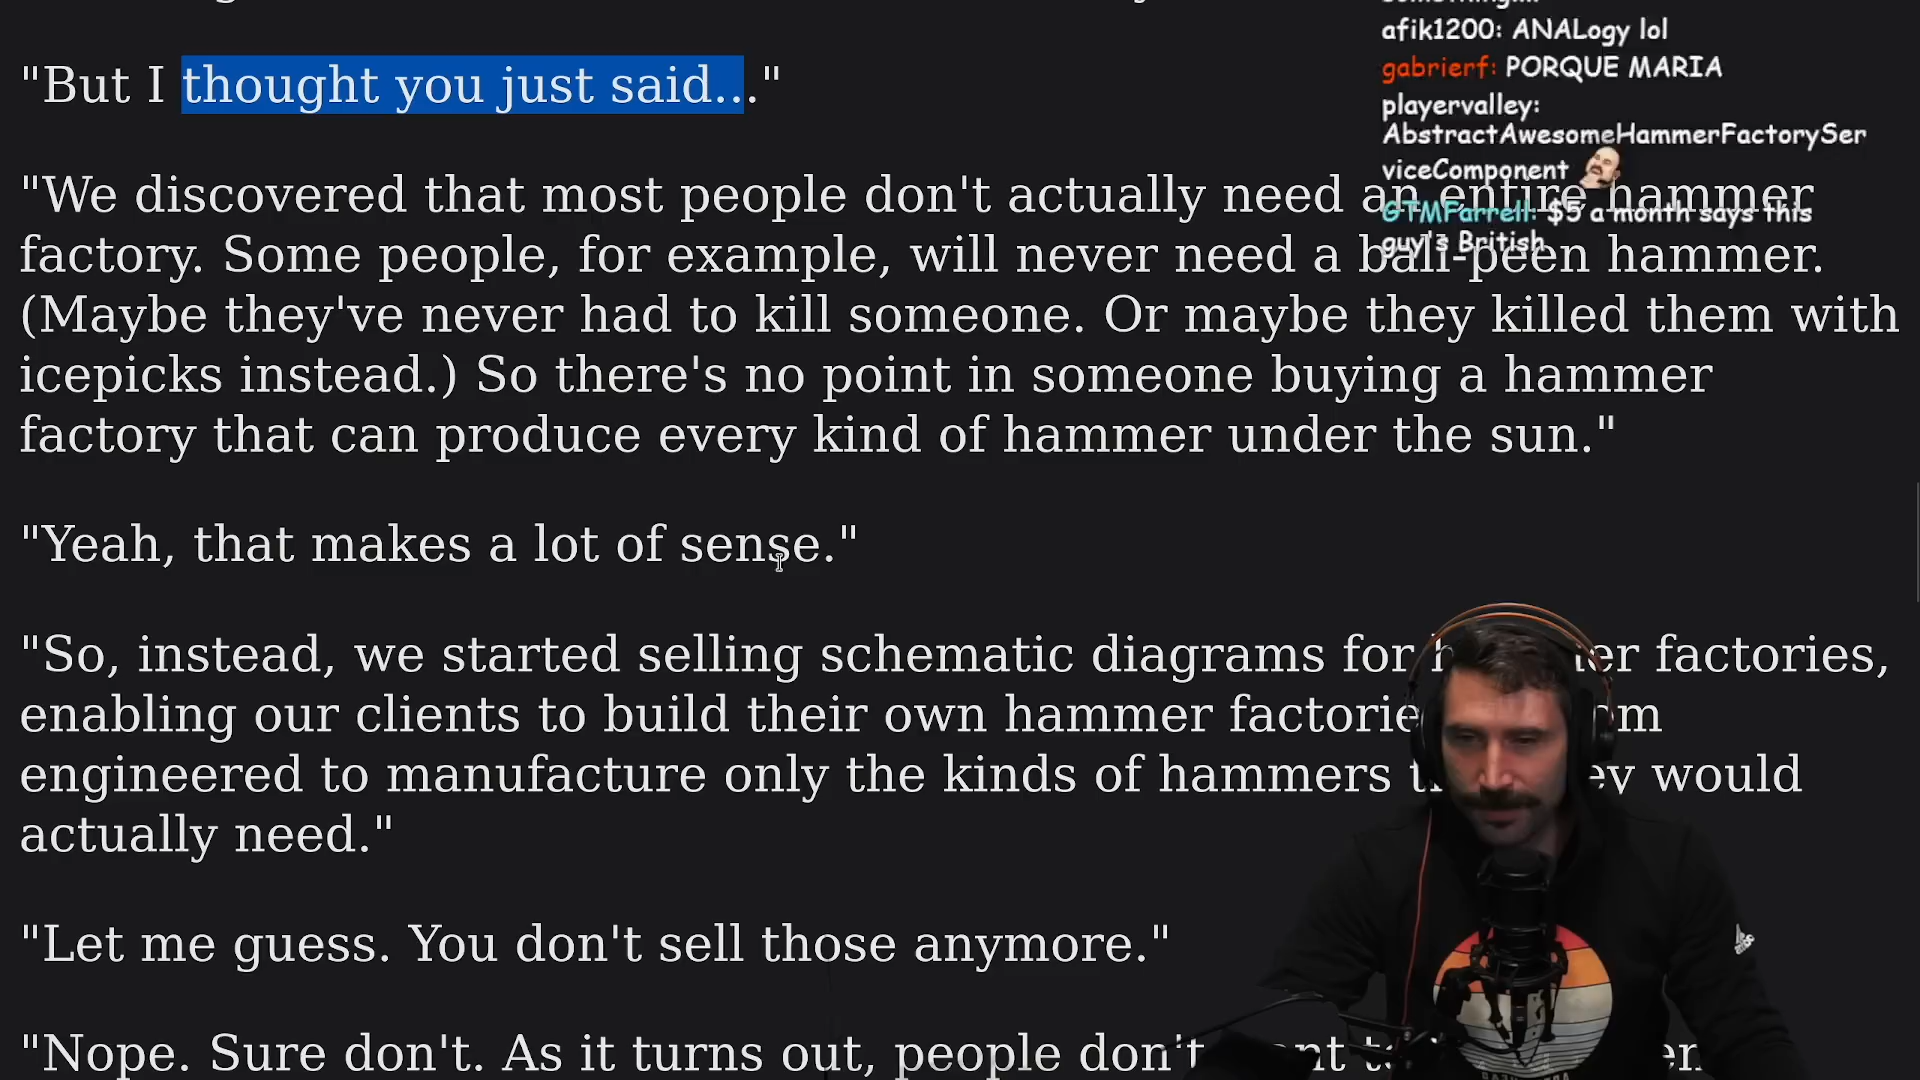 "But I thought you just said..."
"We discovered that most people don't actually need an entire hammer
factory. Some people, for example, will never need a ball-peen hammer.
(Maybe they've never had to kill someone. Or maybe they killed them with
icepicks instead.) So there's no point in someone buying a hammer
factory that can produce every kind of hammer under the sun."
"Yeah, that makes a lot of sense."
"So, instead, we started selling schematic diagrams for factories,
enabling our clients to build their own hammer
engineered to manufacture only the kinds of hammers would
actually need."
"Let me guess. You don't sell those anymore."
"Nope. Sure don't. As it turns out, people don't
afik1200: ANALogy lol
gabrierf: PORQUE MARIA
playervalley:
AbstractAwesomeHammerFactorySer
viceComponent
GTMFarrell: $5 a month says this
guy's British